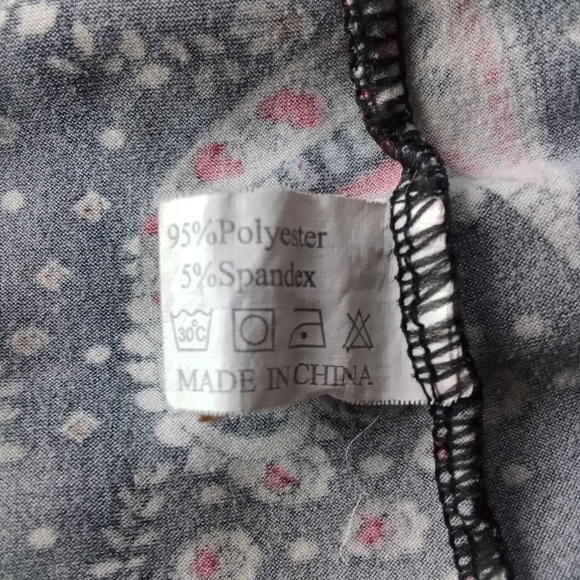 95%Polyester
5%Spandex
30°C
MADE IN CHINA